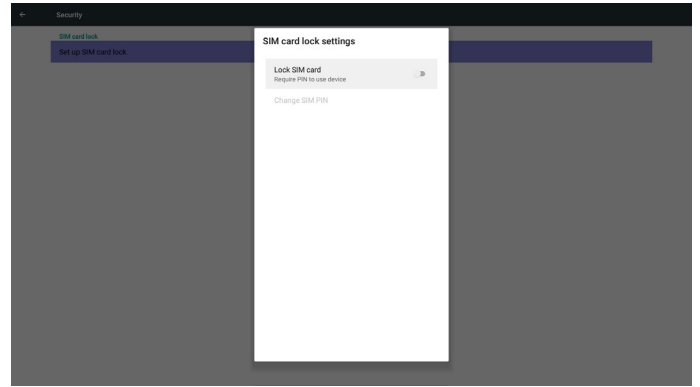 Security
SIM card lock
Set up SIM card lock
SIM card lock settings
Lock SIM card
Require PIN to use device
Change SIM PIN